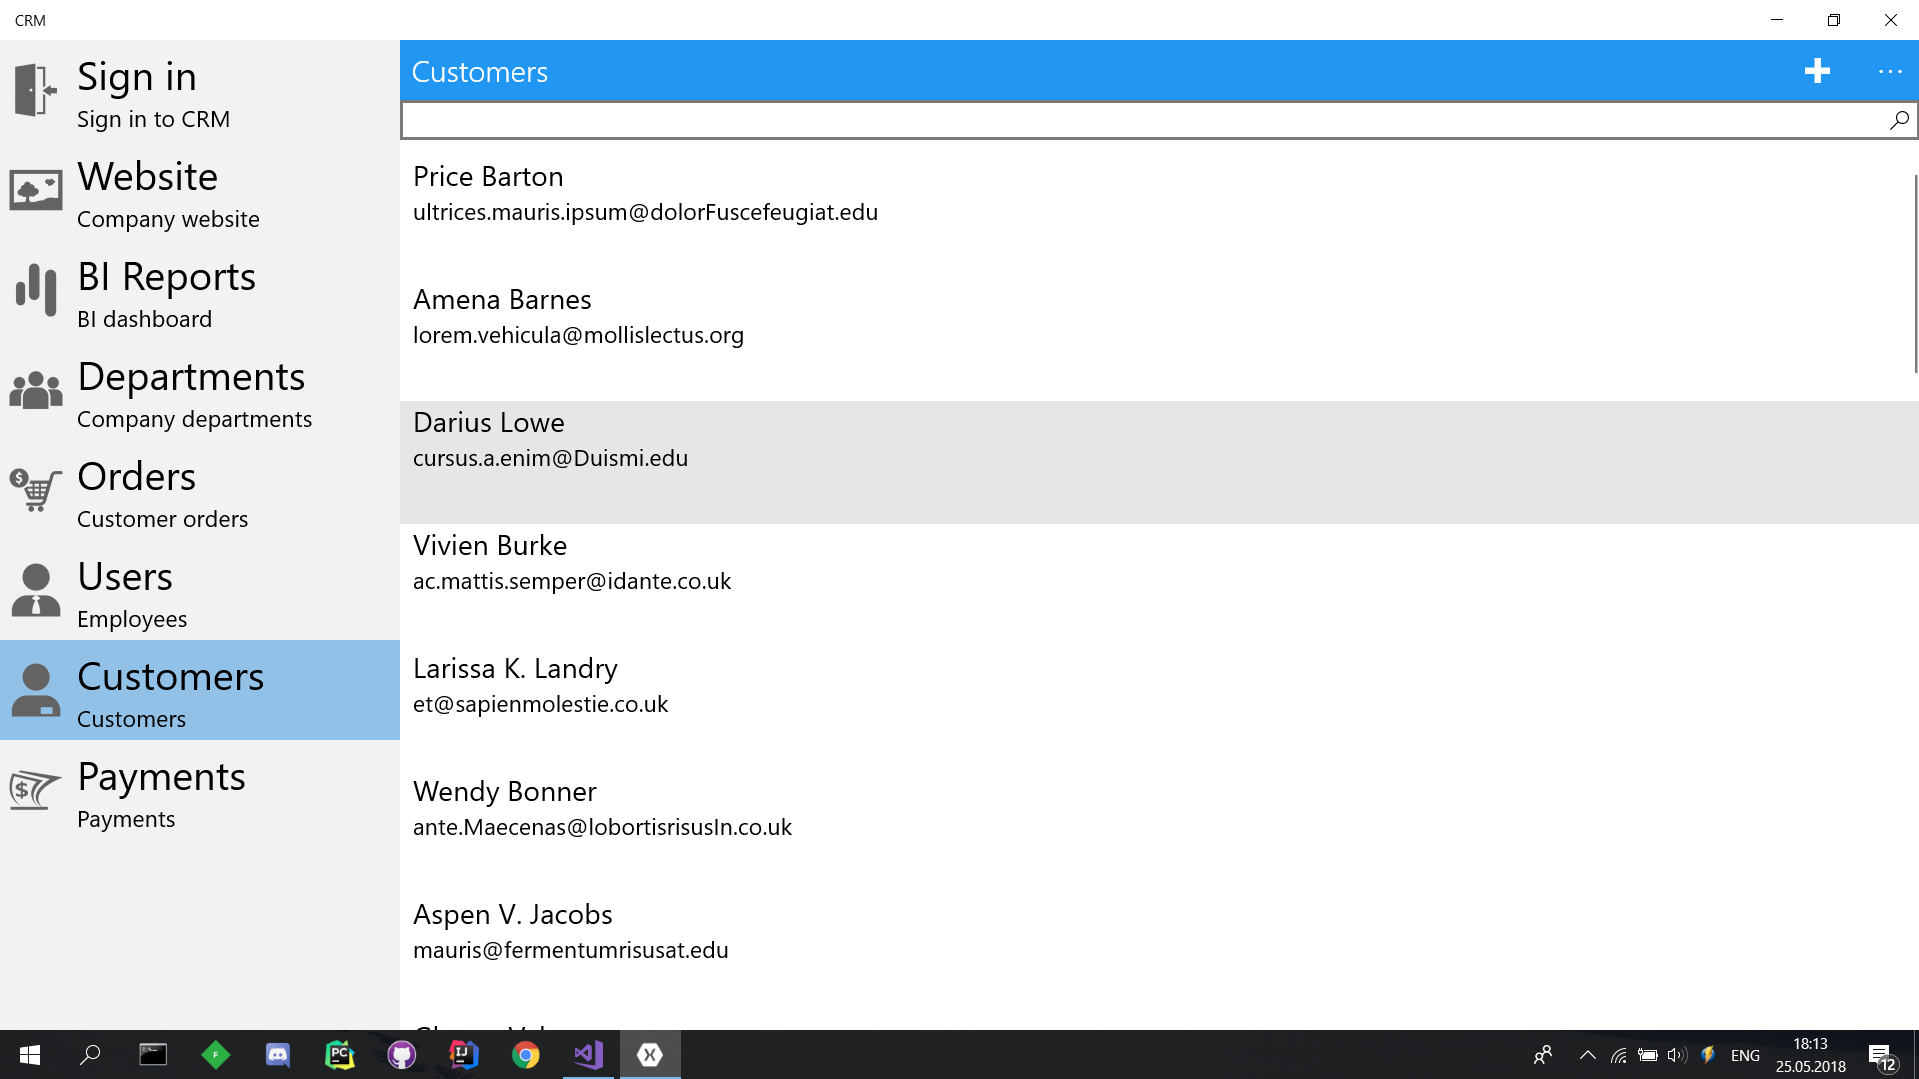 CRM
Sign in
Sign in to CRM
Website
Company website
BI Reports
BI dashboard
Departments
Company departments
Orders
Customer orders
Users
Employees
Customers
Customers
Payments
Payments
Customers
Price Barton
ultrices.mauris.ipsum@dolorFuscefeugiat.edu
Amena Barnes
lorem.vehicula@mollislectus.org
Darius Lowe
cursus.a.enim@Duismi.edu
Vivien Burke
ac.mattis.semper@idante.co.uk
Larissa K. Landry
et@sapienmolestie.co.uk
Wendy Bonner
ante.Maecenas@lobortisrisusIn.co.uk
Aspen V. Jacobs
mauris@fermentumrisusat.edu
F
PC
IJ
ENG
18:13
25.05.2018
12